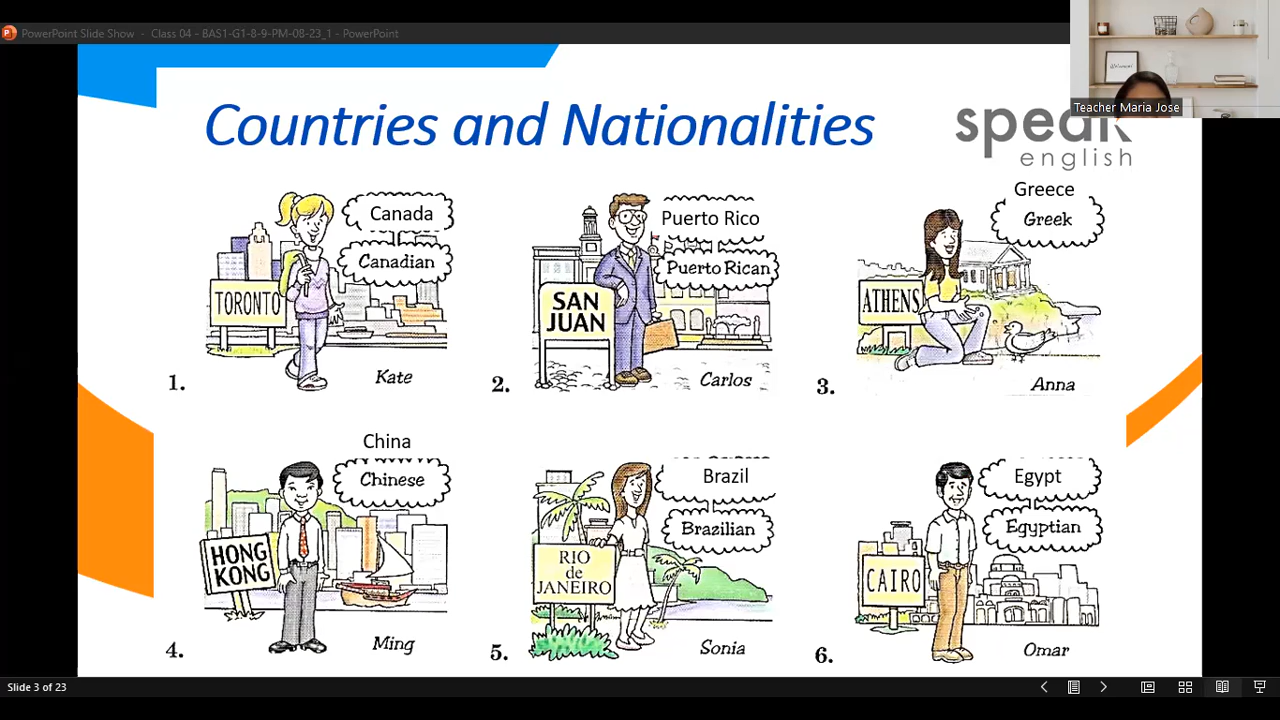 PowerPoint Slide Show - Class 04 - BAS1-G1-8-9-PM-08-23_1 - PowerPoint
Welcome!
Teacher Maria Jose
Countries and Nationalities
speak
english
Canada
Canadian
TORONTO
1.
Kate
Puerto Rico
Puerto Rican
SAN
JUAN
2.
Carlos
Greece
Greek
ATHENS
3.
Anna
China
Chinese
HONG
KONG
4.
Ming
Brazil
Brazilian
RIO
de
JANEIRO
5.
Sonia
Egypt
Egyptian
CAIRO
6.
Omar
Slide 3 of 23